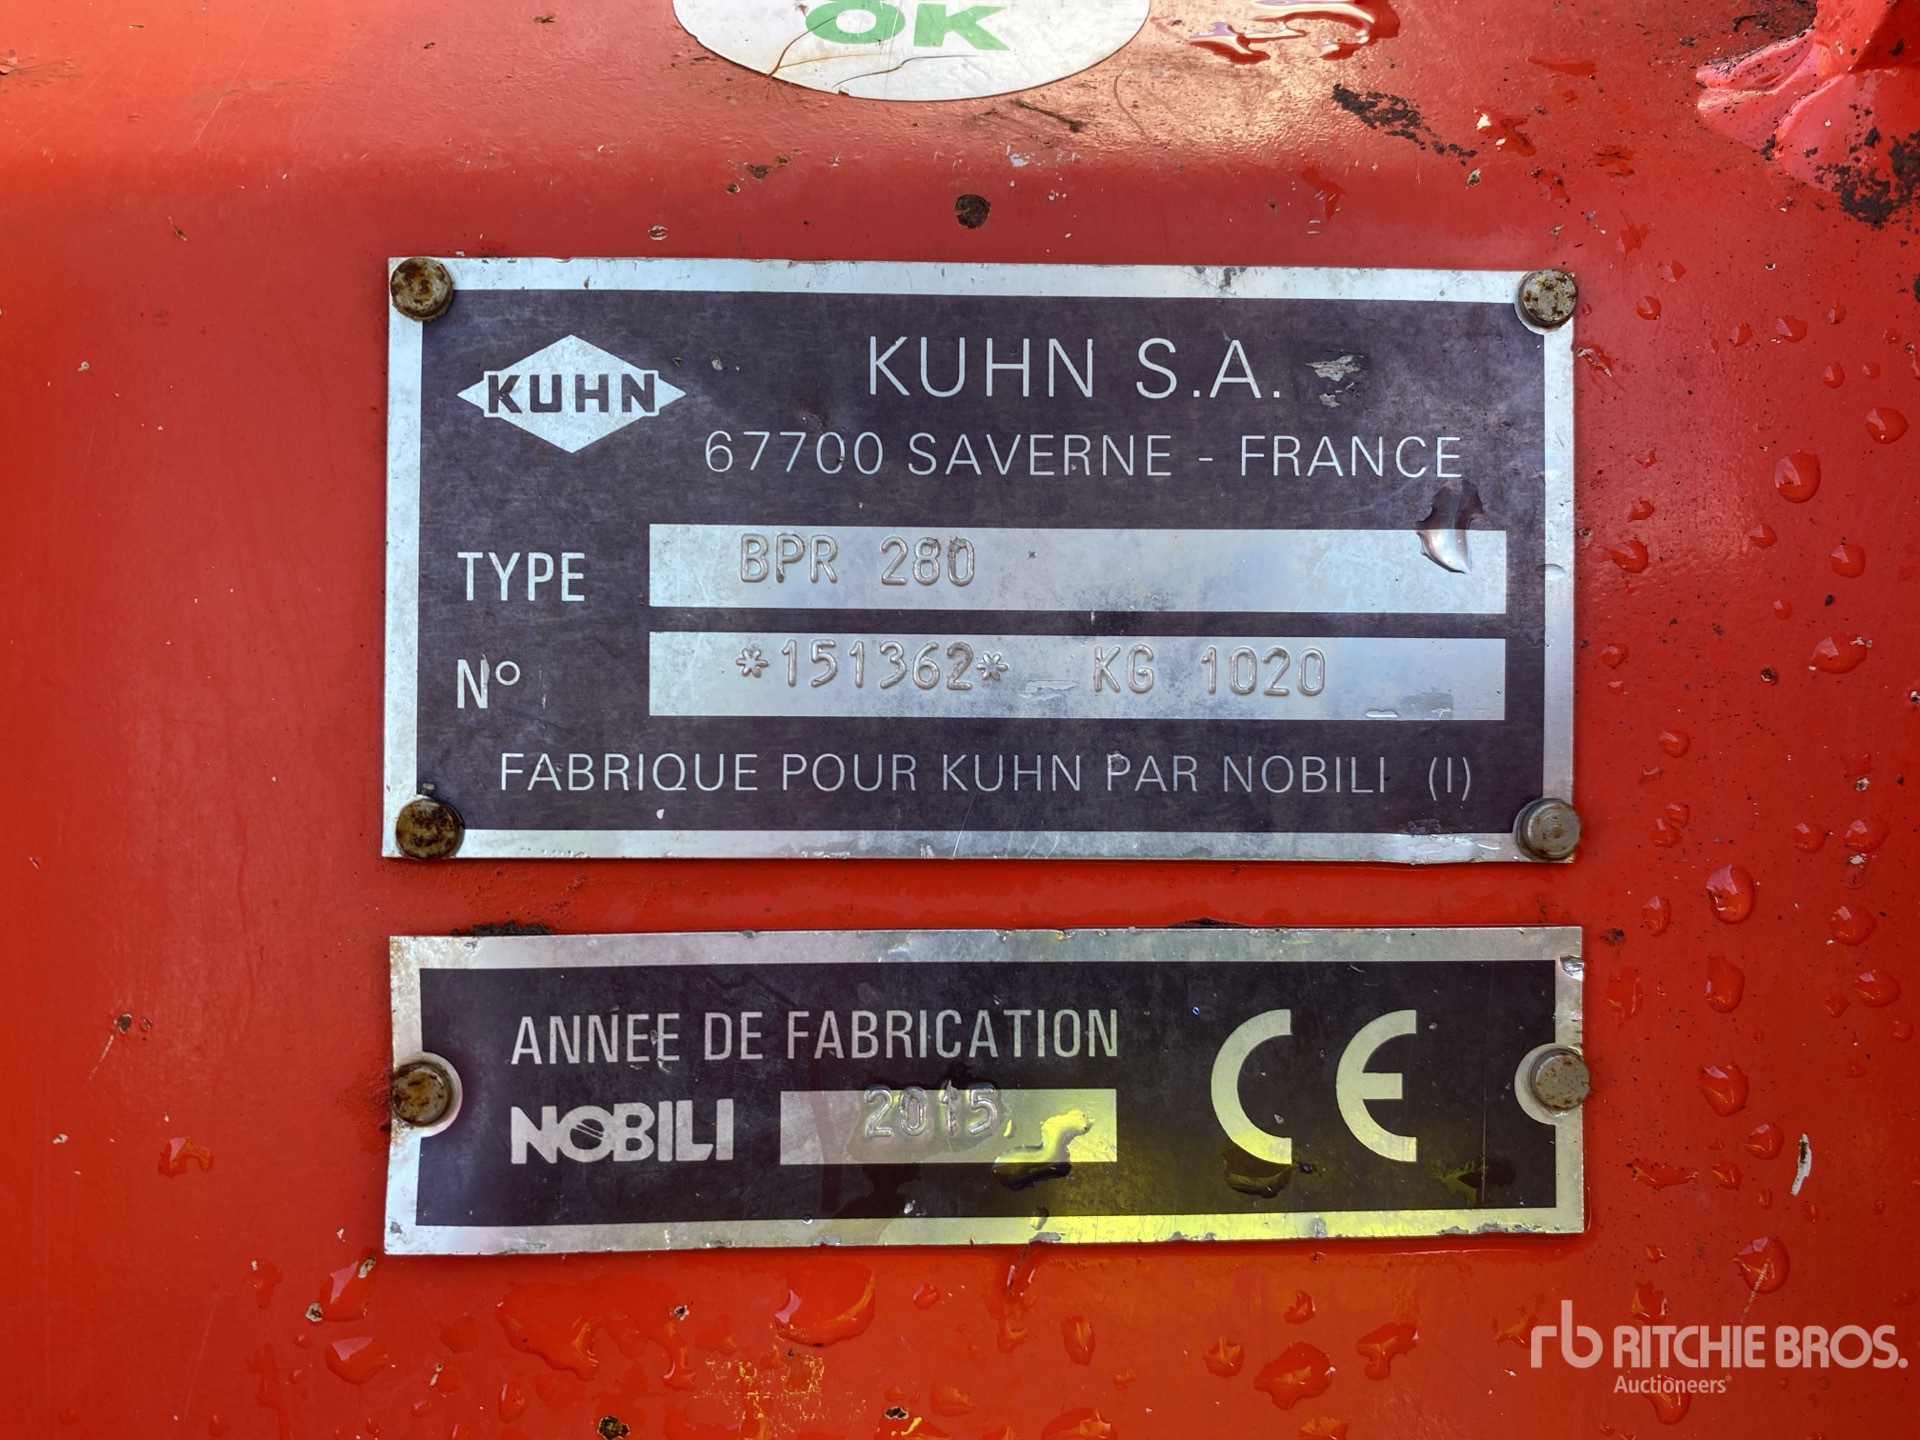 OK
KUHN
KUHN S.A.
67700 SAVERNE - FRANCE
TYPE BPR 280
N° *151362* KG 1020
FABRIQUE POUR KUHN PAR NOBILI (I)
ANNEE DE FABRICATION
NOBILI 2015
CE
rb RITCHIE BROS.
Auctioneers